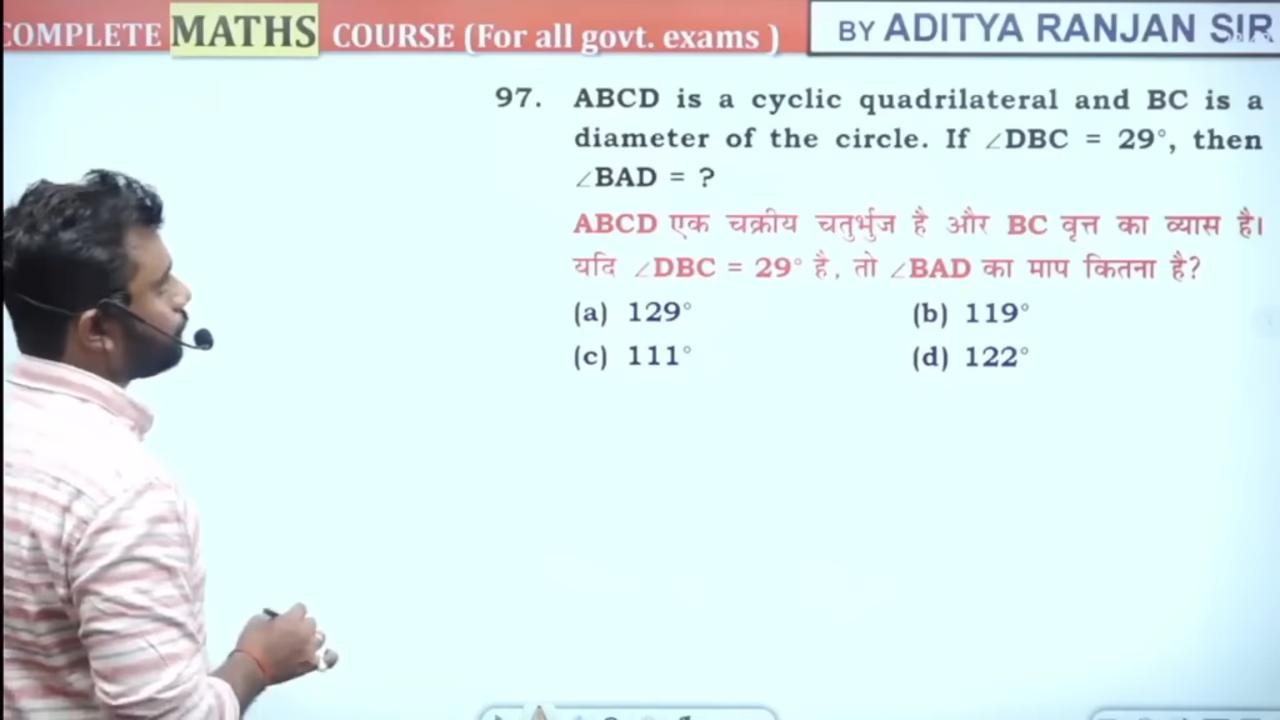 COMPLETE MATHS COURSE (For all govt. exams )
BY ADITYA RANJAN SIR
97. ABCD is a cyclic quadrilateral and BC is a
diameter of the circle. If ∠DBC = 29°, then
∠BAD = ?
ABCD एक चक्रीय चतुर्भुज है और BC वृत्त का व्यास है।
यदि ∠DBC = 29° है, तो ∠BAD का माप कितना है?
(a) 129° (b) 119°
(c) 111° (d) 122°